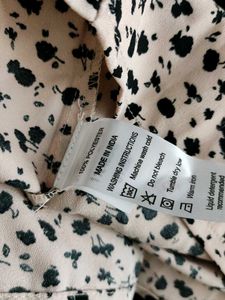 100% POLYESTER
MADE IN INDIA
WASHING INSTRUCTIONS
Machine wash cold
Do not bleach
Tumble dry, low
Warm iron
Liquid detergent
recommended